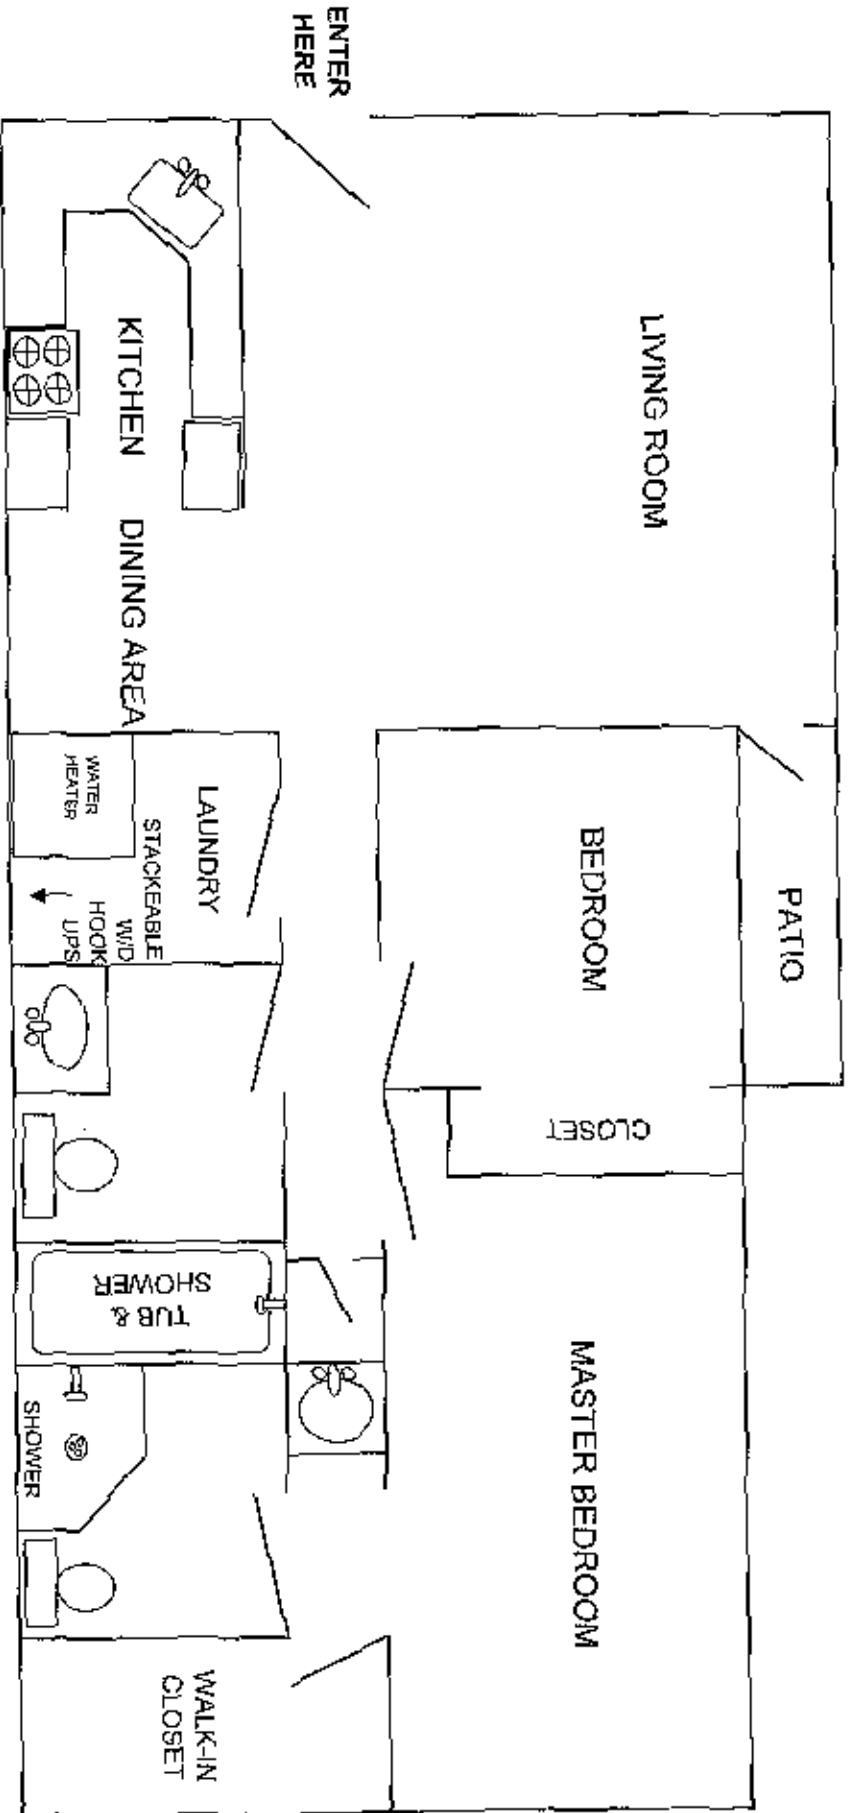 ENTER
HERE
LIVING ROOM
KITCHEN
DINING AREA
PATIO
BEDROOM
LAUNDRY
WATER
HEATER
STACKEABLE
W/D
HOOK
UPS
CLOSET
TUB &
SHOWER
MASTER BEDROOM
SHOWER
WALK-IN
CLOSET